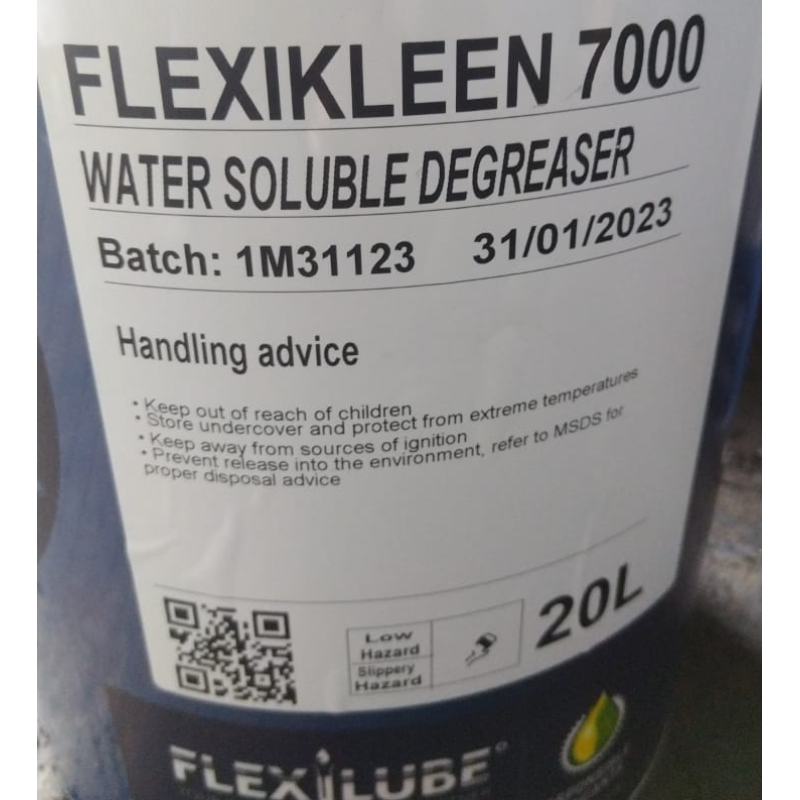 FLEXIKLEEN 7000
WATER SOLUBLE DEGREASER
Batch: 1M31123 31/01/2023
Handling advice
• Keep out of reach of children
• Store undercover and protect from extreme temperatures
• Keep away from sources of ignition
• Prevent release into the environment, refer to MSDS for
proper disposal advice
Low
Hazard
Slippery
Hazard
20L
FLEXILUBE